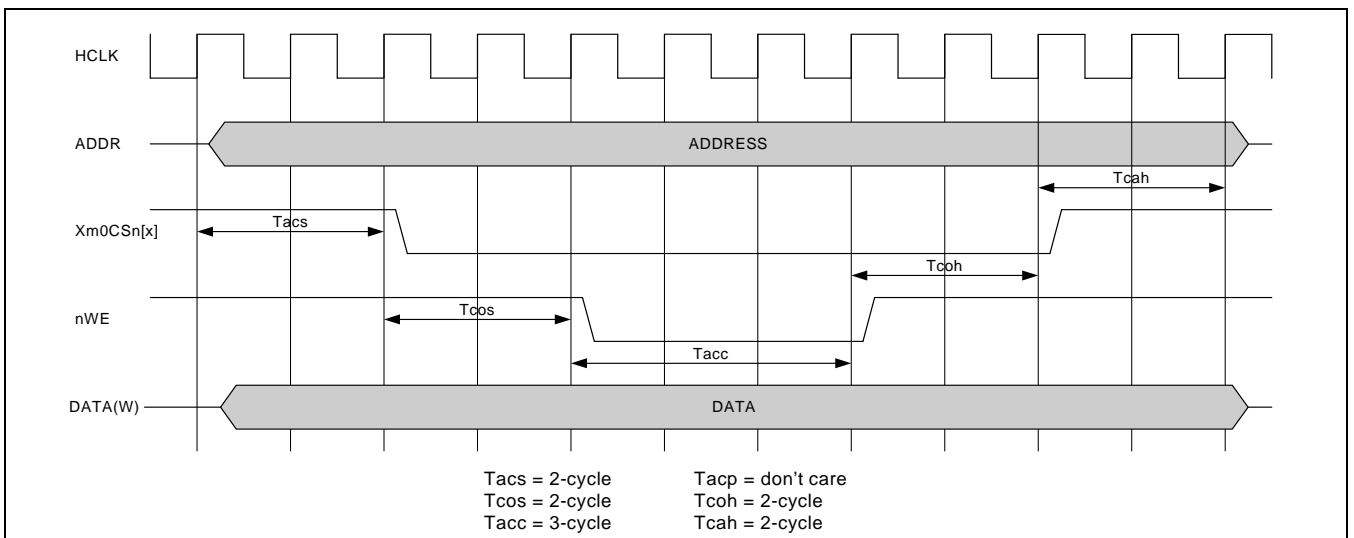 HCLK
ADDR
ADDRESS
Tcah
Xm0CSn[x]
Tacs
Tcoh
nWE
Tcos
Tacc
DATA(W)
DATA
Tacs = 2-cycle Tacp = don't care
Tcos = 2-cycle Tcoh = 2-cycle
Tacc = 3-cycle Tcah = 2-cycle